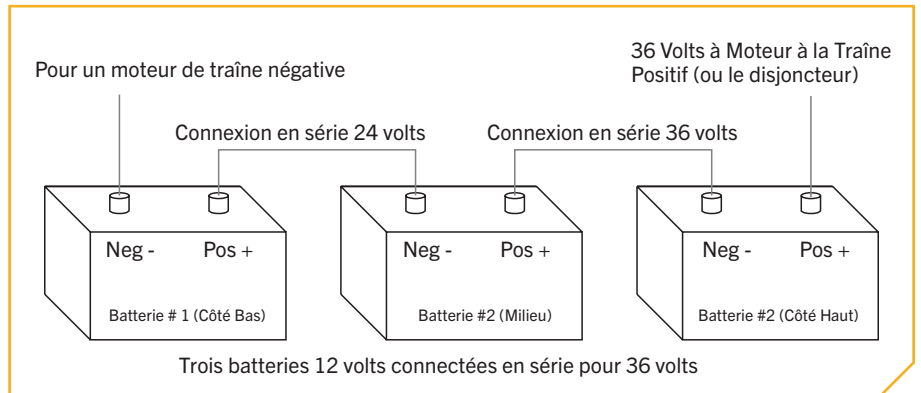 36 Volts à Moteur à la Traîne
Positif (ou le disjoncteur)
Pour un moteur de traîne négative
Connexion en série 24 volts
Connexion en série 36 volts
Neg -
Pos +
Neg -
Pos +
Neg -
Pos +
Batterie # 1 (Côté Bas)
Batterie #2 (Milieu)
Batterie #2 (Côté Haut)
Trois batteries 12 volts connectées en série pour 36 volts